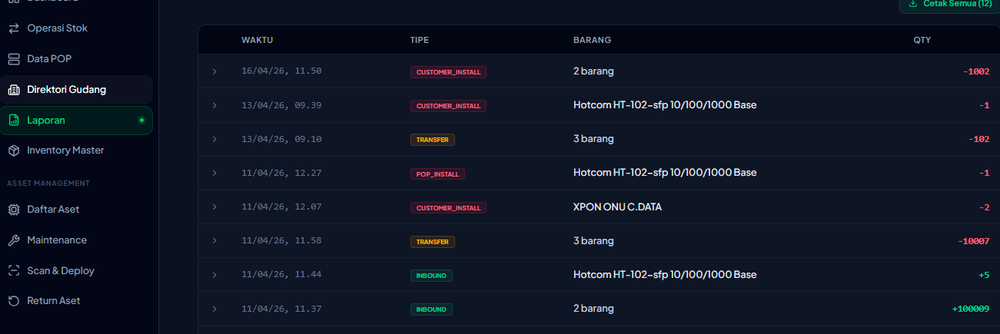 Dashboard
Cetak Semua (12)
Operasi Stok
Data POP
Direktori Gudang
Laporan
Inventory Master
ASSET MANAGEMENT
Daftar Aset
Maintenance
Scan & Deploy
Return Aset
WAKTU TIPE BARANG QTY
16/04/26, 11.50 CUSTOMER_INSTALL 2 barang -1002
13/04/26, 09.39 CUSTOMER_INSTALL Hotcom HT-102-sfp 10/100/1000 Base -1
13/04/26, 09.10 TRANSFER 3 barang -102
11/04/26, 12.27 POP_INSTALL Hotcom HT-102-sfp 10/100/1000 Base -1
11/04/26, 12.07 CUSTOMER_INSTALL XPON ONU C.DATA -2
11/04/26, 11.58 TRANSFER 3 barang -10007
11/04/26, 11.44 INBOUND Hotcom HT-102-sfp 10/100/1000 Base +5
11/04/26, 11.37 INBOUND 2 barang +100009